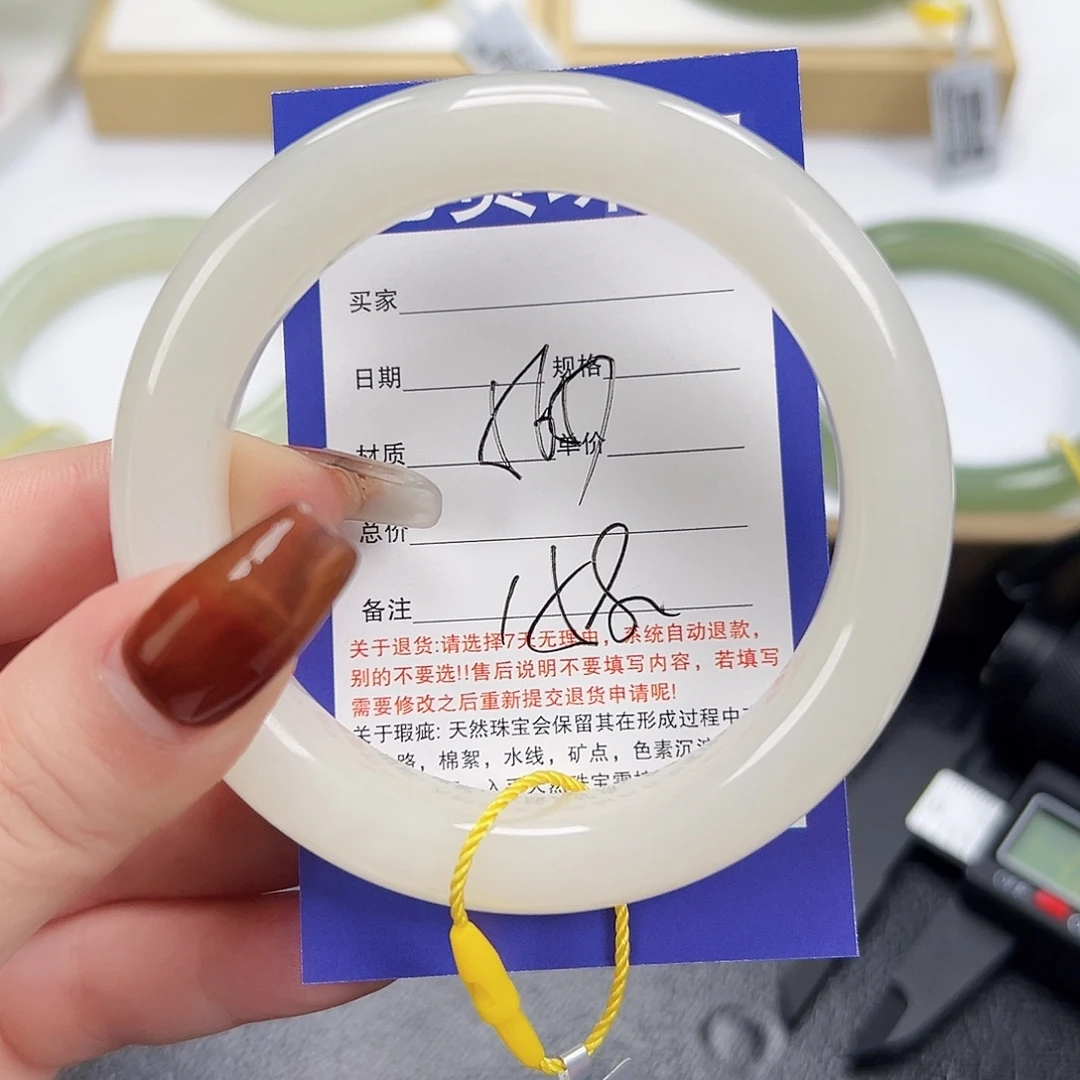 买家
日期 规格
材质 单价
总价
备注
关于退货:请选择7天无理由，系统自动退款，
别的不要选!!售后说明不要填写内容，若填写
需要修改之后重新提交退货申请呢!
关于瑕疵: 天然珠宝会保留其在形成过程中
路，棉絮，水线，矿点，色素沉